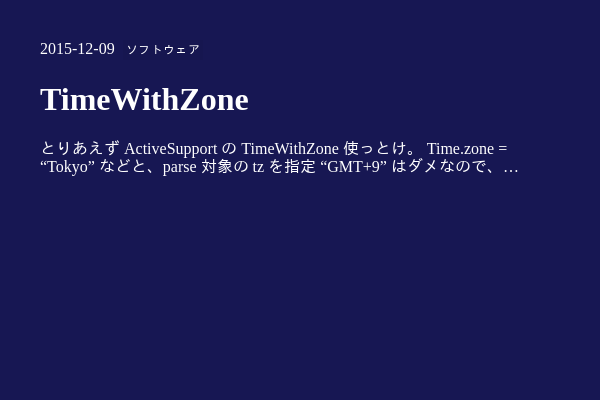 2015-12-09 ソフトウェア
TimeWithZone
とりあえず ActiveSupport の TimeWithZone 使っとけ。 Time.zone =
“Tokyo” などと、parse 対象の tz を指定 “GMT+9” はダメなので、…